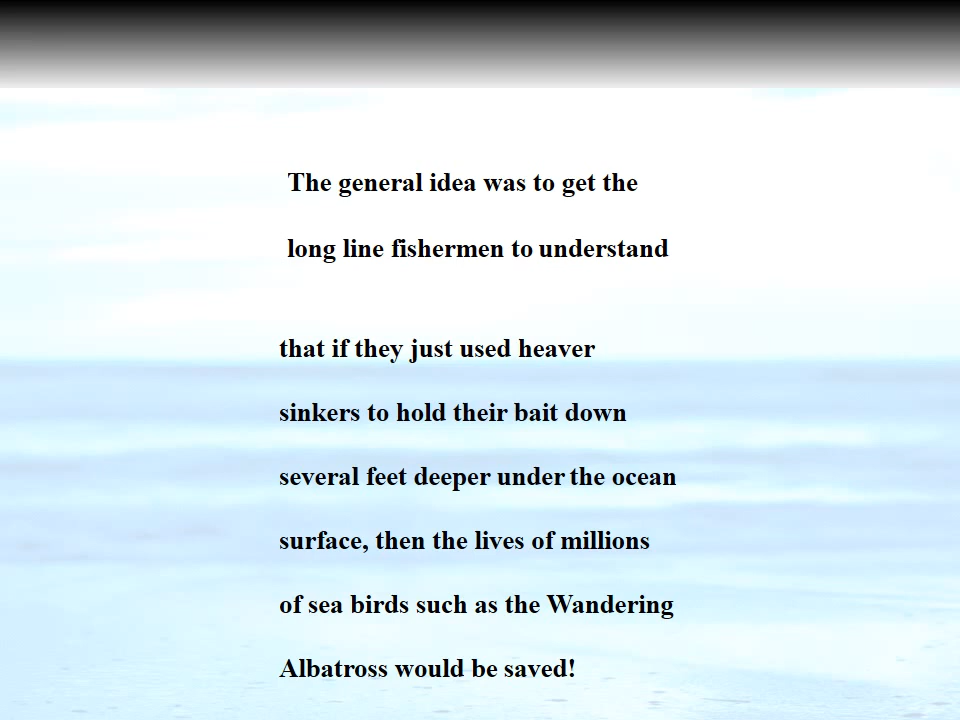 The general idea was to get the
long line fishermen to understand
that if they just used heaver
sinkers to hold their bait down
several feet deeper under the ocean
surface, then the lives of millions
of sea birds such as the Wandering
Albatross would be saved!